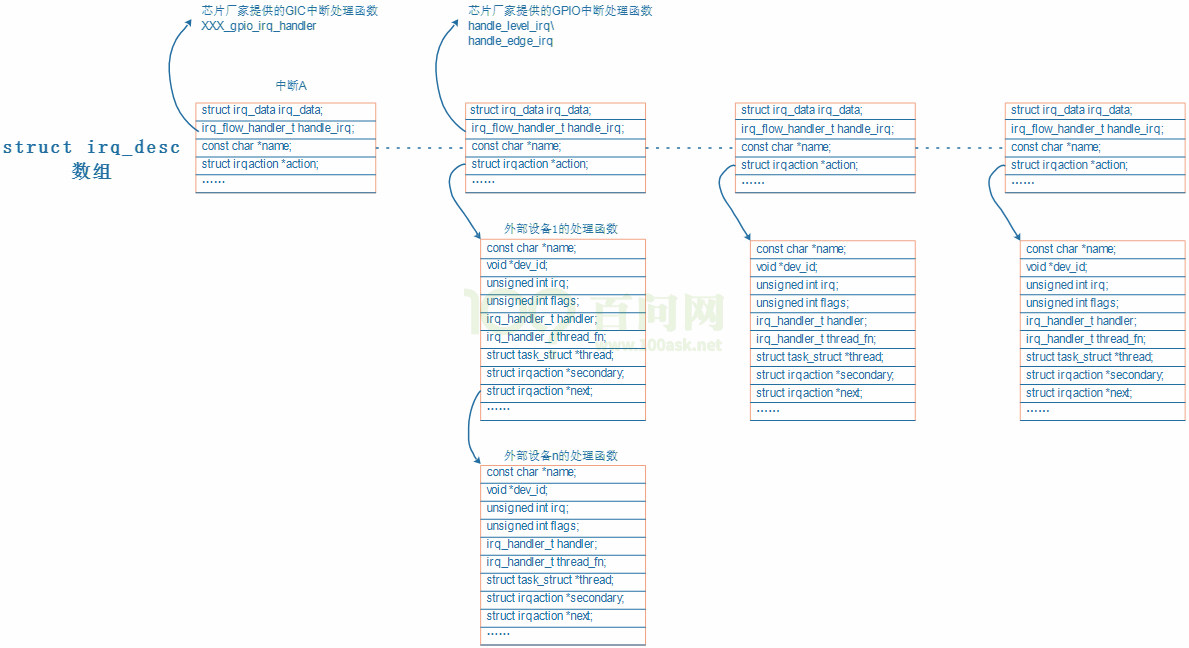 芯片厂家提供的GIC中断处理函数
XXX_gpio_irq_handler
芯片厂家提供的GPIO中断处理函数
handle_level_irq\
handle_edge_irq
中断A
struct irq_desc
数组
struct irq_data irq_data;
irq_flow_handler_t handle_irq;
const char *name;
struct irqaction *action;
……
struct irq_data irq_data;
irq_flow_handler_t handle_irq;
const char *name;
struct irqaction *action;
……
struct irq_data irq_data;
irq_flow_handler_t handle_irq;
const char *name;
struct irqaction *action;
……
struct irq_data irq_data;
irq_flow_handler_t handle_irq;
const char *name;
struct irqaction *action;
……
外部设备1的处理函数
const char *name;
void *dev_id;
unsigned int irq;
unsigned int flags;
irq_handler_t handler;
irq_handler_t thread_fn;
struct task_struct *thread;
struct irqaction *secondary;
struct irqaction *next;
……
const char *name;
void *dev_id;
unsigned int irq;
unsigned int flags;
irq_handler_t handler;
irq_handler_t thread_fn;
struct task_struct *thread;
struct irqaction *secondary;
struct irqaction *next;
……
const char *name;
void *dev_id;
unsigned int irq;
unsigned int flags;
irq_handler_t handler;
irq_handler_t thread_fn;
struct task_struct *thread;
struct irqaction *secondary;
struct irqaction *next;
……
外部设备n的处理函数
const char *name;
void *dev_id;
unsigned int irq;
unsigned int flags;
irq_handler_t handler;
irq_handler_t thread_fn;
struct task_struct *thread;
struct irqaction *secondary;
struct irqaction *next;
……
100 百问网
www.100ask.net